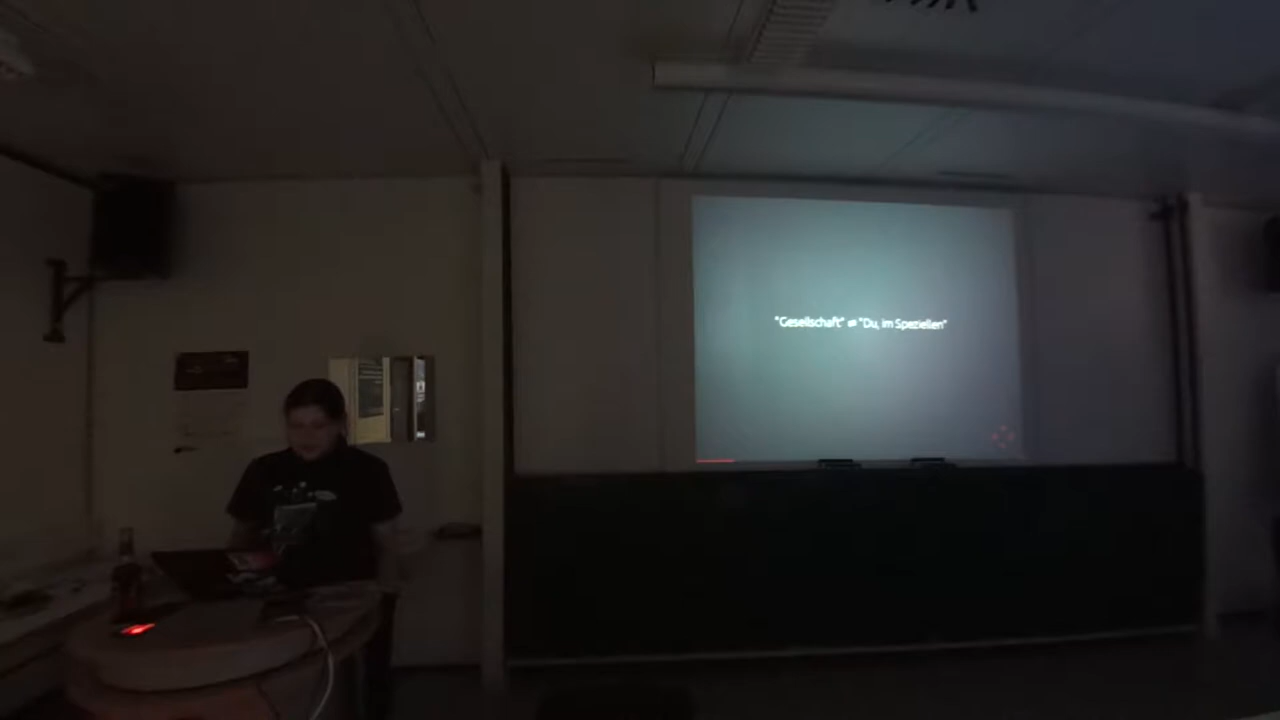 "Gesellschaft" = "Du, im Speziellen"